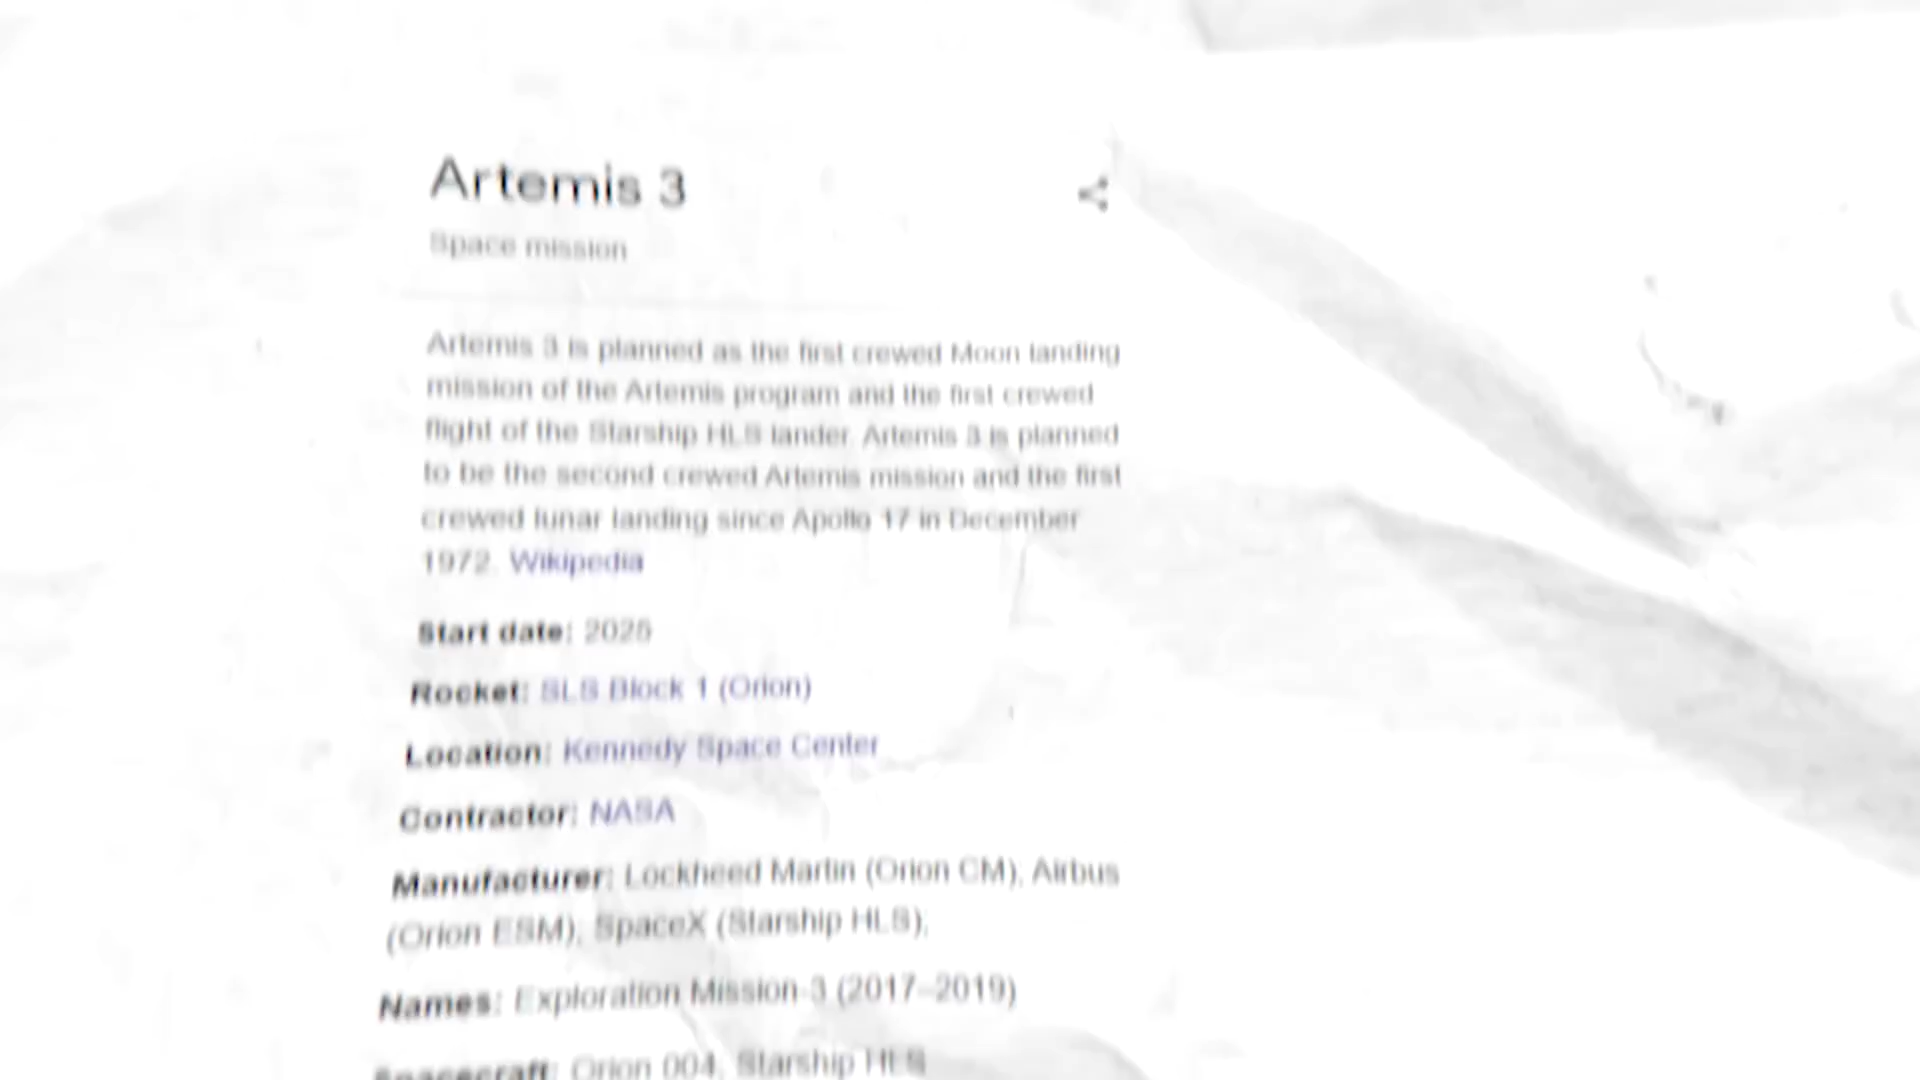 Artemis 3
Space mission
Artemis 3 is planned as the first crewed Moon landing
mission of the Artemis program and the first crewed
flight of the Starship HLS lander. Artemis 3 is planned
to be the second crewed Artemis mission and the first
crewed lunar landing since Apollo 17 in December
1972. Wikipedia
Start date: 2025
Rocket: SLS Block 1 (Orion)
Location: Kennedy Space Center
Contractor: NASA
Manufacturer: Lockheed Martin (Orion CM); Airbus
(Orion ESM); SpaceX (Starship HLS);
Names: Exploration Mission-3 (2017–2019)
Spacecraft: Orion 004, Starship HLS